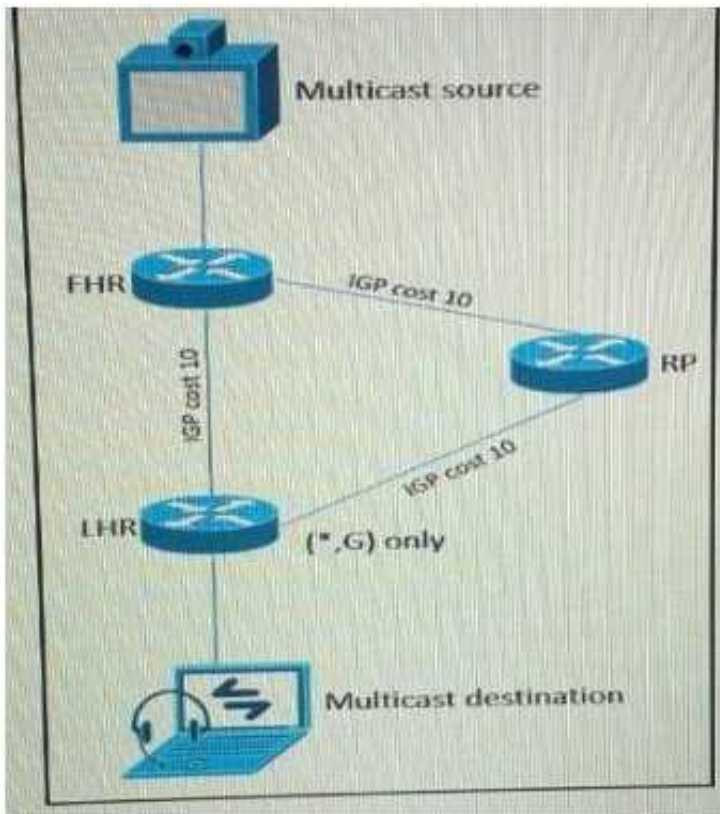 Multicast source
FHR
IGP cost 10
RP
IGP cost 10
IGP cost 10
LHR
(*,G) only
Multicast destination